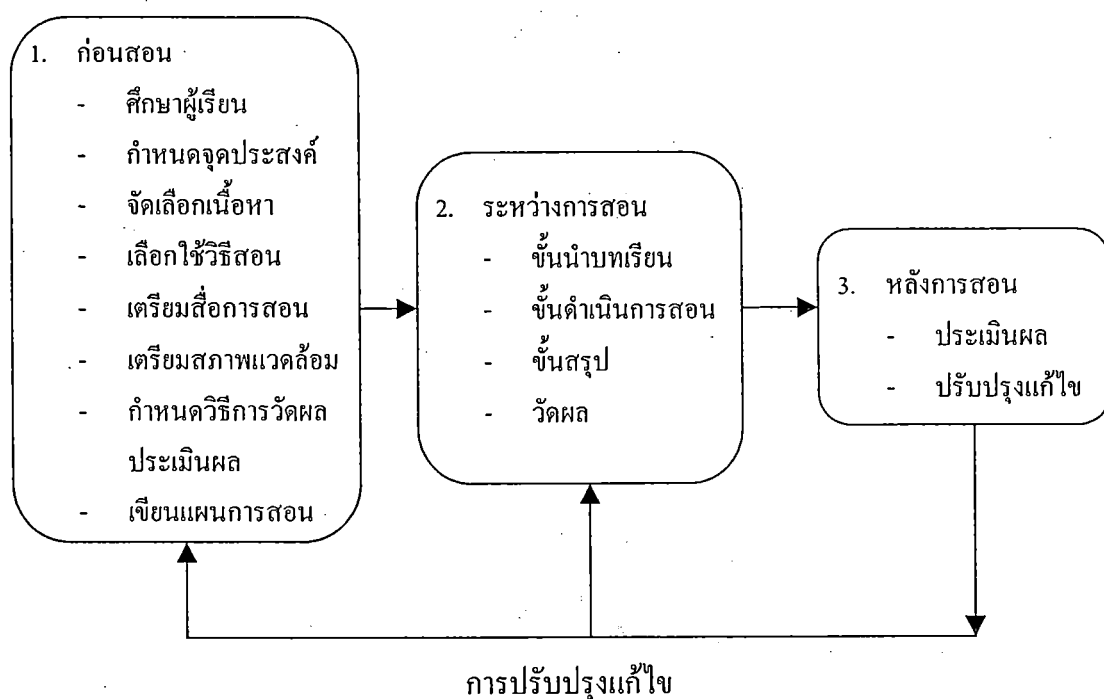 1. ก่อนสอน
- ศึกษาผู้เรียน
- กำหนดจุดประสงค์
- จัดเลือกเนื้อหา
- เลือกใช้วิธีสอน
- เตรียมสื่อการสอน
- เตรียมสภาพแวดล้อม
- กำหนดวิธีการวัดผล
ประเมินผล
- เขียนแผนการสอน
2. ระหว่างการสอน
- ขั้นนำบทเรียน
- ขั้นดำเนินการสอน
- ขั้นสรุป
- วัดผล
3. หลังการสอน
- ประเมินผล
- ปรับปรุงแก้ไข
การปรับปรุงแก้ไข